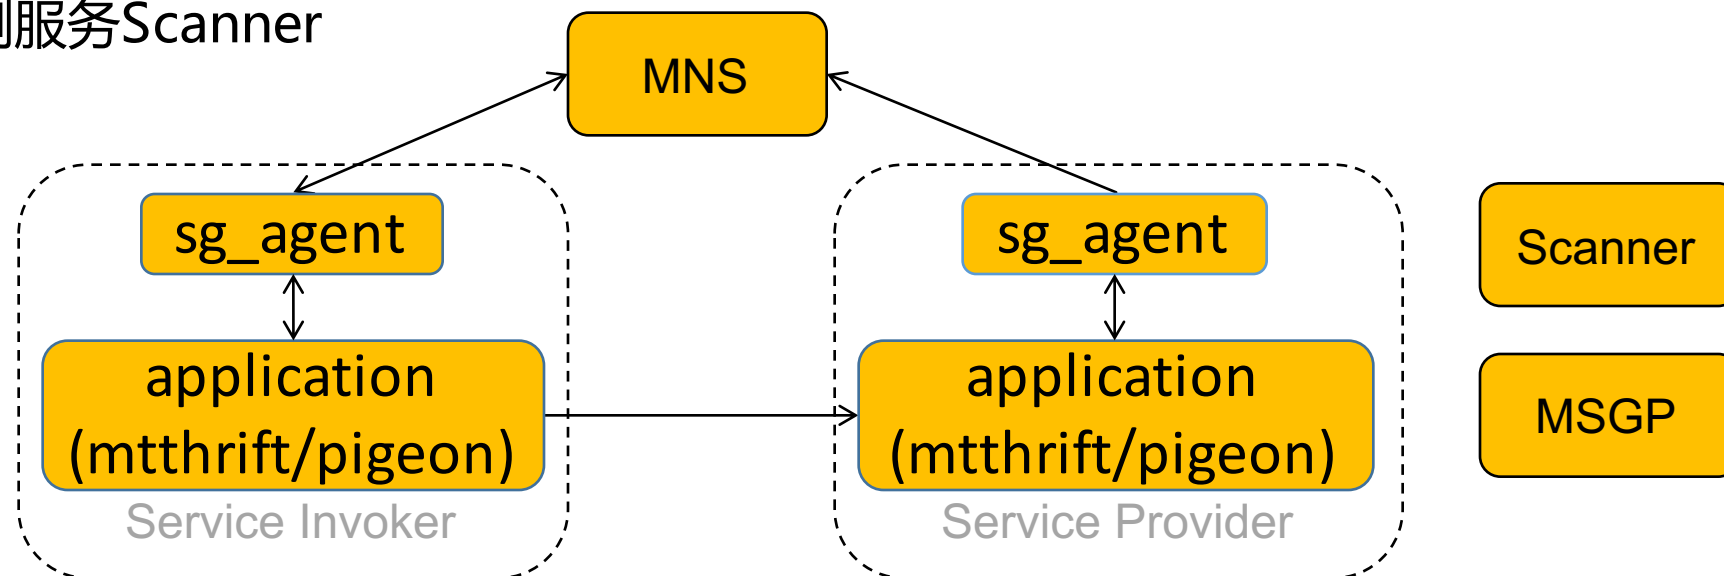 服务Scanner
MNS
sg_agent
sg_agent
Scanner
application
(mtthrift/pigeon)
application
(mtthrift/pigeon)
MSGP
Service Invoker
Service Provider